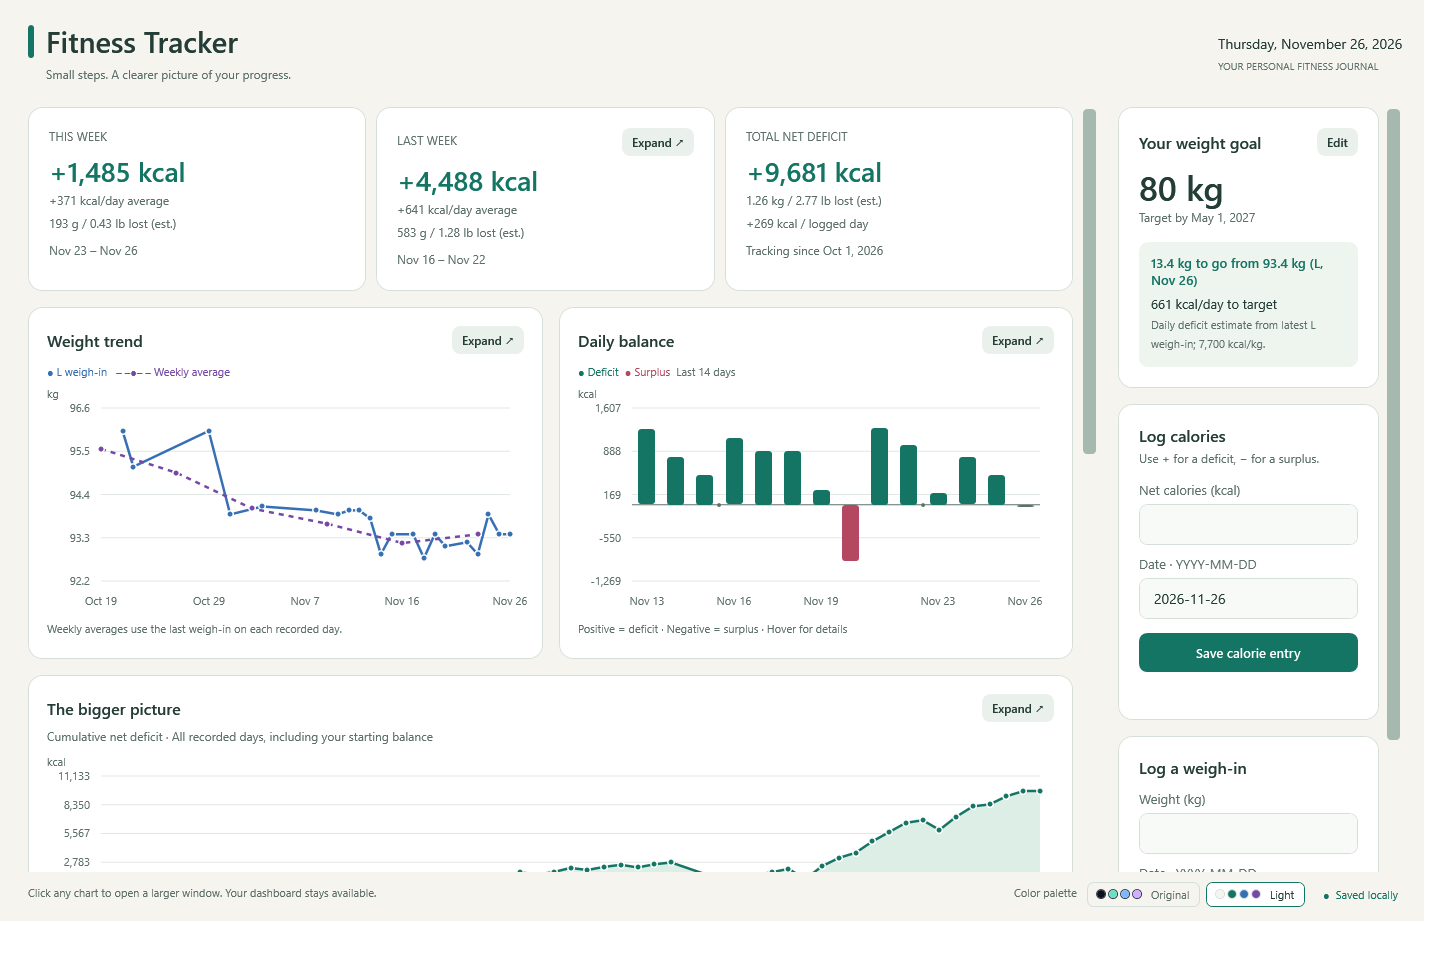 Fitness Tracker
Small steps. A clearer picture of your progress.
Thursday, November 26, 2026
YOUR PERSONAL FITNESS JOURNAL
THIS WEEK
+1,485 kcal
+371 kcal/day average
193 g / 0.43 lb lost (est.)
Nov 23 – Nov 26
LAST WEEK
Expand ↗
+4,488 kcal
+641 kcal/day average
583 g / 1.28 lb lost (est.)
Nov 16 – Nov 22
TOTAL NET DEFICIT
+9,681 kcal
1.26 kg / 2.77 lb lost (est.)
+269 kcal / logged day
Tracking since Oct 1, 2026
Weight trend
Expand ↗
L weigh-in Weekly average
kg
96.6
95.5
94.4
93.3
92.2
Oct 19 Oct 29 Nov 7 Nov 16 Nov 26
Weekly averages use the last weigh-in on each recorded day.
Daily balance
Expand ↗
Deficit Surplus Last 14 days
kcal
1,607
888
169
-550
-1,269
Nov 13 Nov 16 Nov 19 Nov 23 Nov 26
Positive = deficit · Negative = surplus · Hover for details
The bigger picture
Expand ↗
Cumulative net deficit · All recorded days, including your starting balance
kcal
11,133
8,350
5,567
2,783
Your weight goal
Edit
80 kg
Target by May 1, 2027
13.4 kg to go from 93.4 kg (L,
Nov 26)
661 kcal/day to target
Daily deficit estimate from latest L
weigh-in; 7,700 kcal/kg.
Log calories
Use + for a deficit, − for a surplus.
Net calories (kcal)
Date · YYYY-MM-DD
2026-11-26
Save calorie entry
Log a weigh-in
Weight (kg)
Date · YYYY-MM-DD
Click any chart to open a larger window. Your dashboard stays available.
Color palette
Original
Light
Saved locally